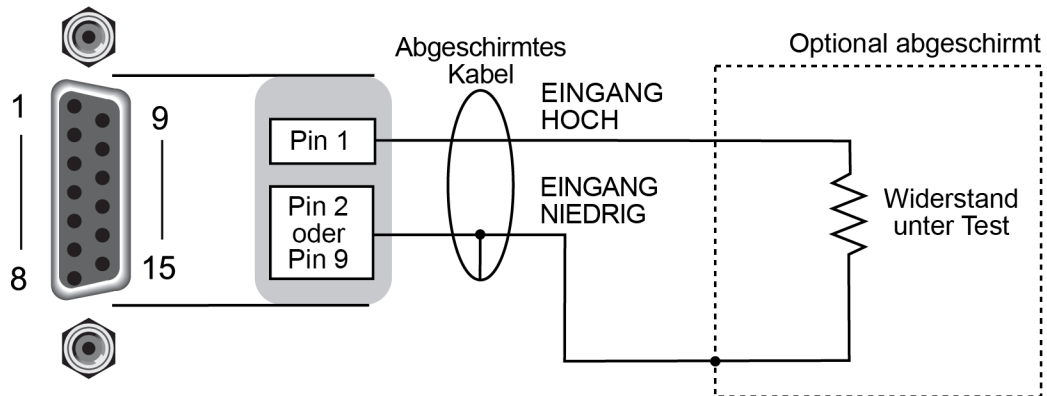 Abgeschirmtes
Kabel
Optional abgeschirmt
1
9
8
15
Pin 1
Pin 2
oder
Pin 9
EINGANG
HOCH
EINGANG
NIEDRIG
Widerstand
unter Test